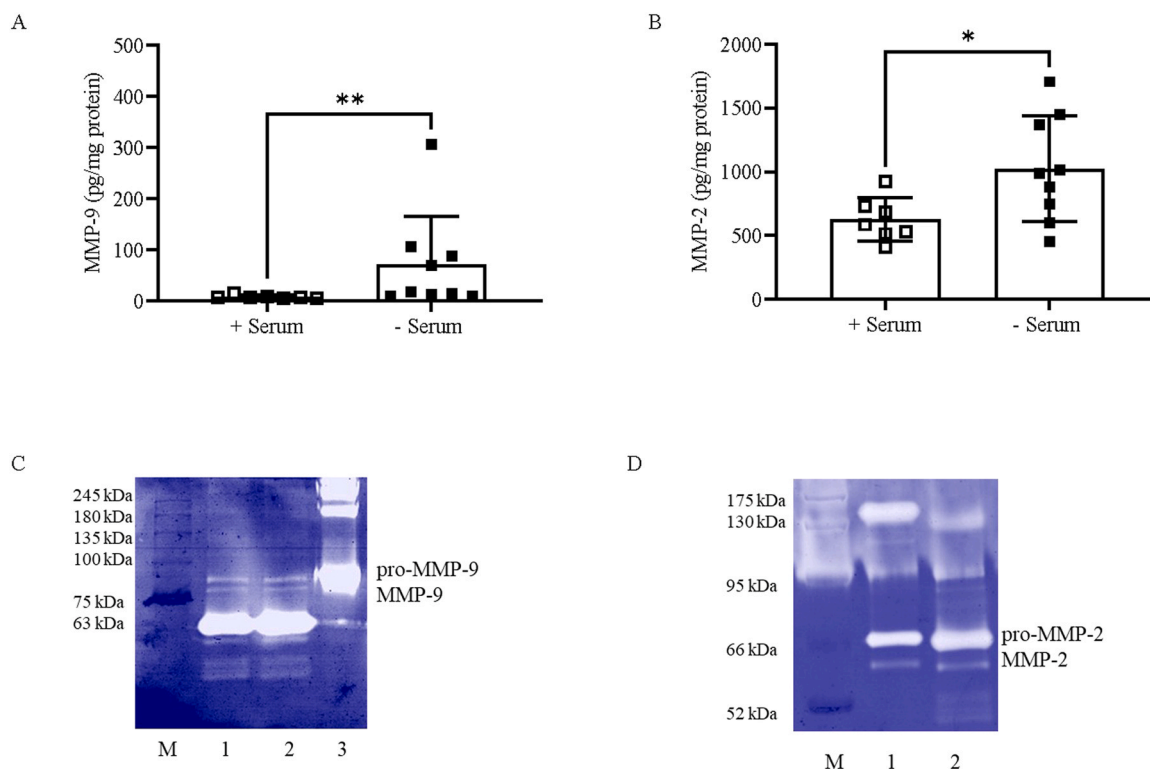 A
MMP-9 (pg/mg protein)
500
400
300
200
100
0
**
+ Serum
- Serum
B
MMP-2 (pg/mg protein)
2000
1500
1000
500
0
*
+ Serum
- Serum
C
245 kDa
180 kDa
135 kDa
100 kDa
75 kDa
63 kDa
pro-MMP-9
MMP-9
M 1 2 3
D
175 kDa
130 kDa
95 kDa
66 kDa
52 kDa
pro-MMP-2
MMP-2
M 1 2